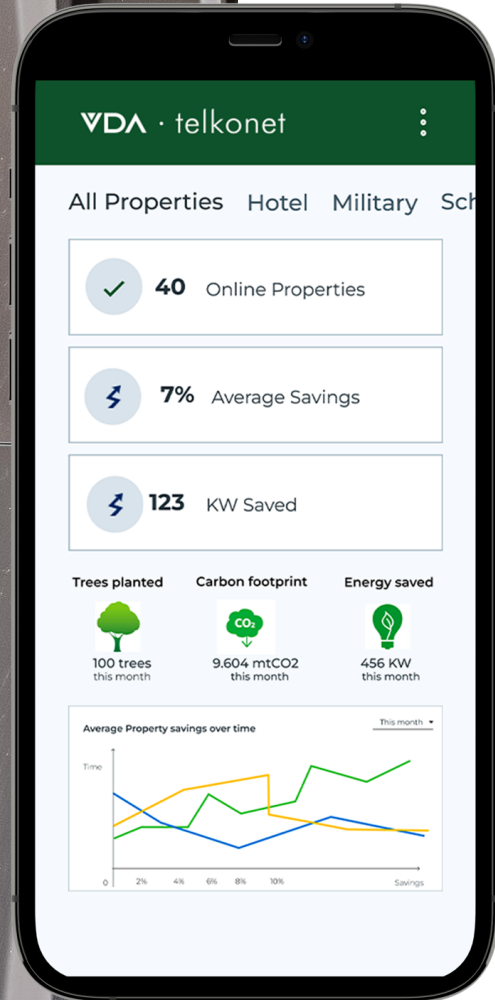 VDA · telkonet
All Properties Hotel Military Sch
40 Online Properties
7% Average Savings
123 KW Saved
Trees planted Carbon footprint Energy saved
CO₂
100 trees 9.604 mtCO2 456 KW
this month this month this month
This month
Average Property savings over time
Time
0 2% 4% 6% 8% 10% Savings